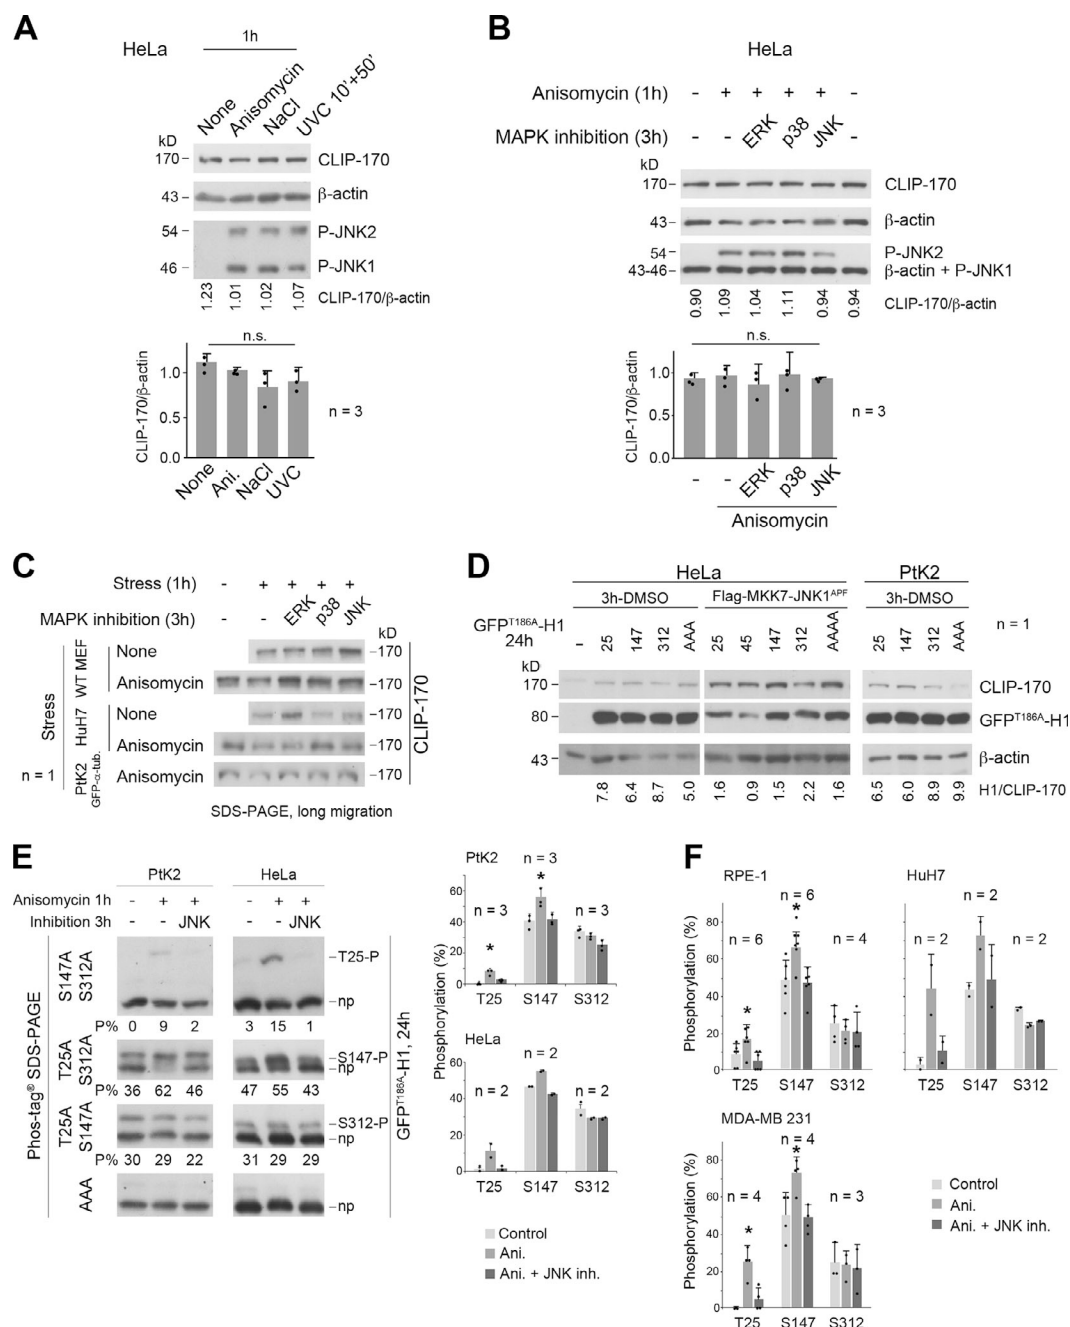 A
HeLa
1h
None
Anisomycin
NaCl
UVC 10'+50'
kD
170
CLIP-170
43
β-actin
54
P-JNK2
46
P-JNK1
1.23 1.01 1.02 1.07 CLIP-170/β-actin
n.s.
CLIP-170/β-actin
1.0
0.5
0.0
n = 3
None Ani. NaCl UVC
B
HeLa
Anisomycin (1h) - + + + + -
MAPK inhibition (3h) - - ERK p38 JNK -
kD
170 CLIP-170
43 β-actin
54 P-JNK2
43-46 β-actin + P-JNK1
0.90 1.09 1.04 1.11 0.94 0.94 CLIP-170/β-actin
n.s.
CLIP-170/β-actin
1.0
0.5
0.0
n = 3
- - ERK p38 JNK
Anisomycin
C
Stress (1h) - + + + +
MAPK inhibition (3h) - - ERK p38 JNK
kD
Stress
WT MEF
None -170
Anisomycin -170
HuH7
None -170
Anisomycin -170
PtK2
GFP-α-tub.
Anisomycin -170
n = 1
CLIP-170
SDS-PAGE, long migration
D
HeLa
PtK2
3h-DMSO
Flag-MKK7-JNK1APF
3h-DMSO
GFPT186A-H1
24h
- 25 147 312 AAA 25 45 147 312 AAAA 25 147 312 AAA
n = 1
kD
170 CLIP-170
80 GFPT186A-H1
43 β-actin
7.8 6.4 8.7 5.0 1.6 0.9 1.5 2.2 1.6 6.5 6.0 8.9 9.9 H1/CLIP-170
E
PtK2 HeLa
Anisomycin 1h - + + - + +
Inhibition 3h - - JNK - - JNK
Phos-tag® SDS-PAGE
S147A
S312A
T25-P
np
P% 0 9 2 3 15 1
T25A
S312A
S147-P
np
P% 36 62 46 47 55 43
T25A
S147A
S312-P
np
P% 30 29 22 31 29 29
AAA
np
GFPT186A-H1, 24h
PtK2
n = 3
*
n = 3
*
n = 3
60
40
20
0
T25 S147 S312
Phosphorylation (%)
HeLa
n = 2
n = 2
n = 2
60
40
20
0
T25 S147 S312
Control
Ani.
Ani. + JNK inh.
F
RPE-1
n = 6
*
n = 6
*
n = 4
Phosphorylation (%)
80
60
40
20
0
T25 S147 S312
HuH7
n = 2
n = 2
n = 2
T25 S147 S312
MDA-MB 231
n = 4
*
n = 4
*
n = 3
Phosphorylation (%)
80
60
40
20
0
T25 S147 S312
Control
Ani.
Ani. + JNK inh.